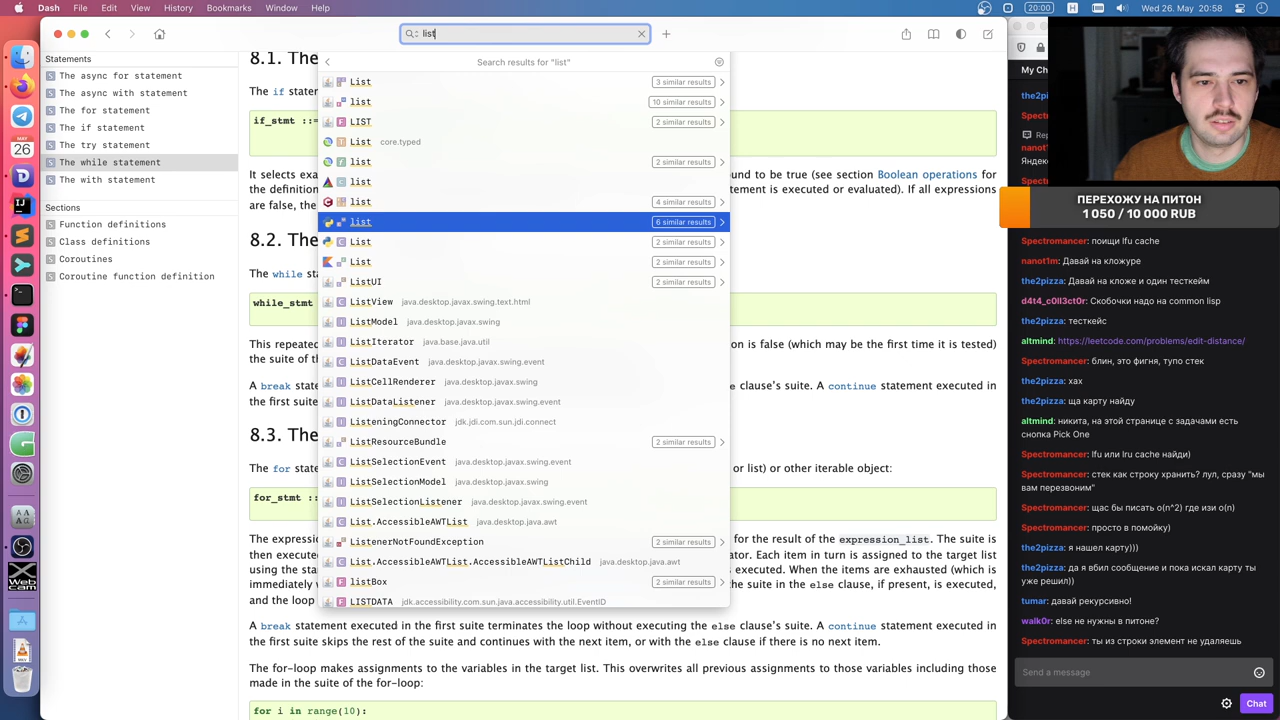 Dash File Edit View Go Window Help
list
Statements
The async for statement
The async with statement
The for statement
The if statement
The try statement
The while statement
The with statement
Sections
Function definitions
Class definitions
Coroutines
Coroutine function definition
8.1. The
The if
if_stmt ::=
It selects
und to be true (see section Boolean operations for
the definition
tement is executed or evaluated). If all expressions
are false, the
8.2. The
The while
while_stmt
This repeated
on is false (which may be the first time it is tested)
the suite of
A break
clause's suite. A continue statement executed in
the first suite
8.3. The
The for
or list) or other iterable object:
for_stmt ::
for the result of the expression_list. The suite is
then execute
ator. Each item in turn is assigned to the target list
using the
When the items are exhausted (which is
immediately
the suite in the else clause, if present, is executed,
and the loop
A break statement executed in the first suite terminates the loop without executing the else clause's suite. A continue statement executed in
the first suite skips the rest of the suite and continues with the next item, or with the else clause if there is no next item.
The for-loop makes assignments to the variables in the target list. This overwrites all previous assignments to those variables including those
made in the suite of the for-loop:
for i in range(10):
Search results for "list"
List 3 similar results
list 10 similar results
LIST 2 similar results
List core.typed
list 2 similar results
list
list 4 similar results
list 6 similar results
List 2 similar results
List 2 similar results
ListUI 2 similar results
ListView java.desktop.javax.swing.text.html
ListModel java.desktop.javax.swing
ListIterator java.base.java.util
ListDataEvent java.desktop.javax.swing.event
ListCellRenderer java.desktop.javax.swing
ListDataListener java.desktop.javax.swing.event
ListeningConnector jdk.jdi.com.sun.jdi.connect
ListResourceBundle 2 similar results
ListSelectionEvent java.desktop.javax.swing.event
ListSelectionModel java.desktop.javax.swing
ListSelectionListener java.desktop.javax.swing.event
List.AccessibleAWTList java.desktop.java.awt
ListenerNotFoundException 2 similar results
List.AccessibleAWTList.AccessibleAWTListChild java.desktop.java.awt
listBox 2 similar results
LISTDATA jdk.accessibility.com.sun.java.accessibility.util.EventID
MAY
26
XWeb
Cam
My Ch
the2pi
Rep
nanot1
Яндекс
ПЕРЕХОЖУ НА ПИТОН
1 050 / 10 000 RUB
Spectromancer: поищи lfu cache
nanot1m: Давай на кложуре
the2pizza: Давай на кложе и один тесткейм
d4t4_c0ll3ct0r: Скобочки надо на common lisp
the2pizza: тесткейс
altmind: https://leetcode.com/problems/edit-distance/
Spectromancer: блин, это фигня, тупо стек
the2pizza: хах
the2pizza: ща карту найду
altmind: никита, на этой странице с задачами есть
снопка Pick One
Spectromancer: lfu или lru cache найди)
Spectromancer: стек как строку хранить? лул, сразу "мы
вам перезвоним"
Spectromancer: щас бы писать o(n^2) где изи o(n)
Spectromancer: просто в помойку)
the2pizza: я нашел карту)))
the2pizza: да я вбил сообщение и пока искал карту ты
уже решил))
tumar: давай рекурсивно!
walk0r: else не нужны в питоне?
Spectromancer: ты из строки элемент не удаляешь
Send a message
Chat